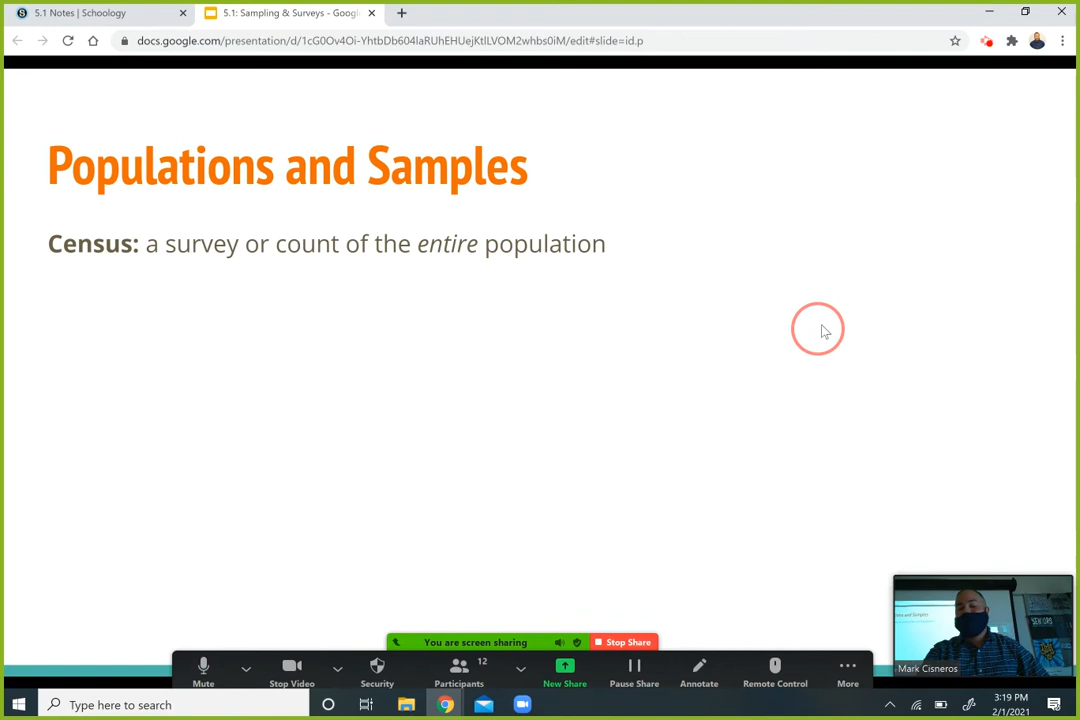 5.1 Notes | Schoology
5.1: Sampling & Surveys - Googl
docs.google.com/presentation/d/1cG0Ov4Oi-YhtbDb604IaRUhEHUejKtlLVOM2whbs0iM/edit#slide=id.p
Populations and Samples
Census: a survey or count of the entire population
Mark Cisneros
You are screen sharing
Stop Share
12
Mute
Stop Video
Security
Participants
New Share
Pause Share
Annotate
Remote Control
More
Type here to search
3:19 PM
2/1/2021